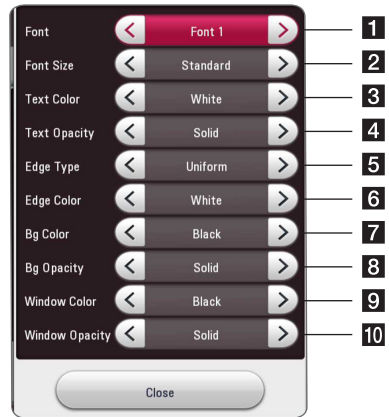 Font < Font 1 > 1
Font Size < Standard > 2
Text Color < White > 3
Text Opacity < Solid > 4
Edge Type < Uniform > 5
Edge Color < White > 6
Bg Color < Black > 7
Bg Opacity < Solid > 8
Window Color < Black > 9
Window Opacity < Solid > 10
Close